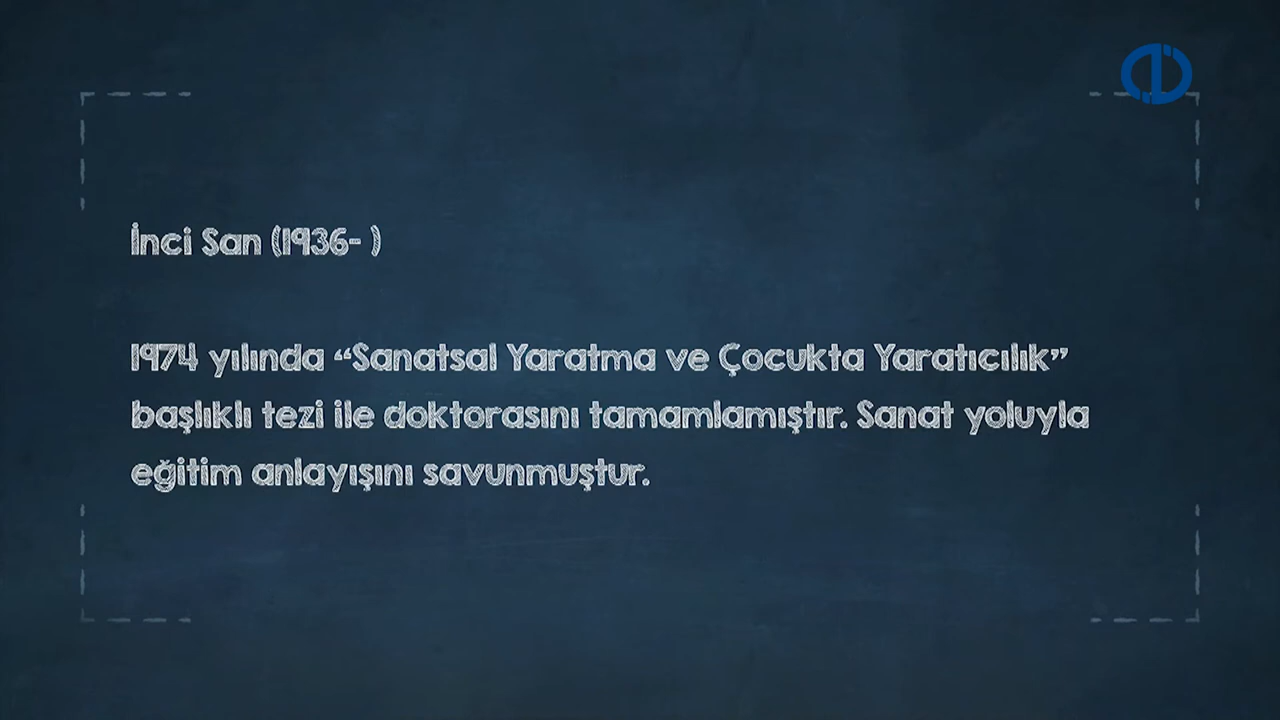 İnci San (1936- )
1974 yılında “Sanatsal Yaratma ve Çocukta Yaratıcılık”
başlıklı tezi ile doktorasını tamamlamıştır. Sanat yoluyla
eğitim anlayışını savunmuştur.